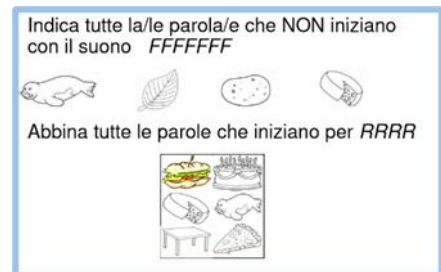 Indica tutte la/le parola/e che NON iniziano
con il suono FFFFFFF
Abbina tutte le parole che iniziano per RRRR